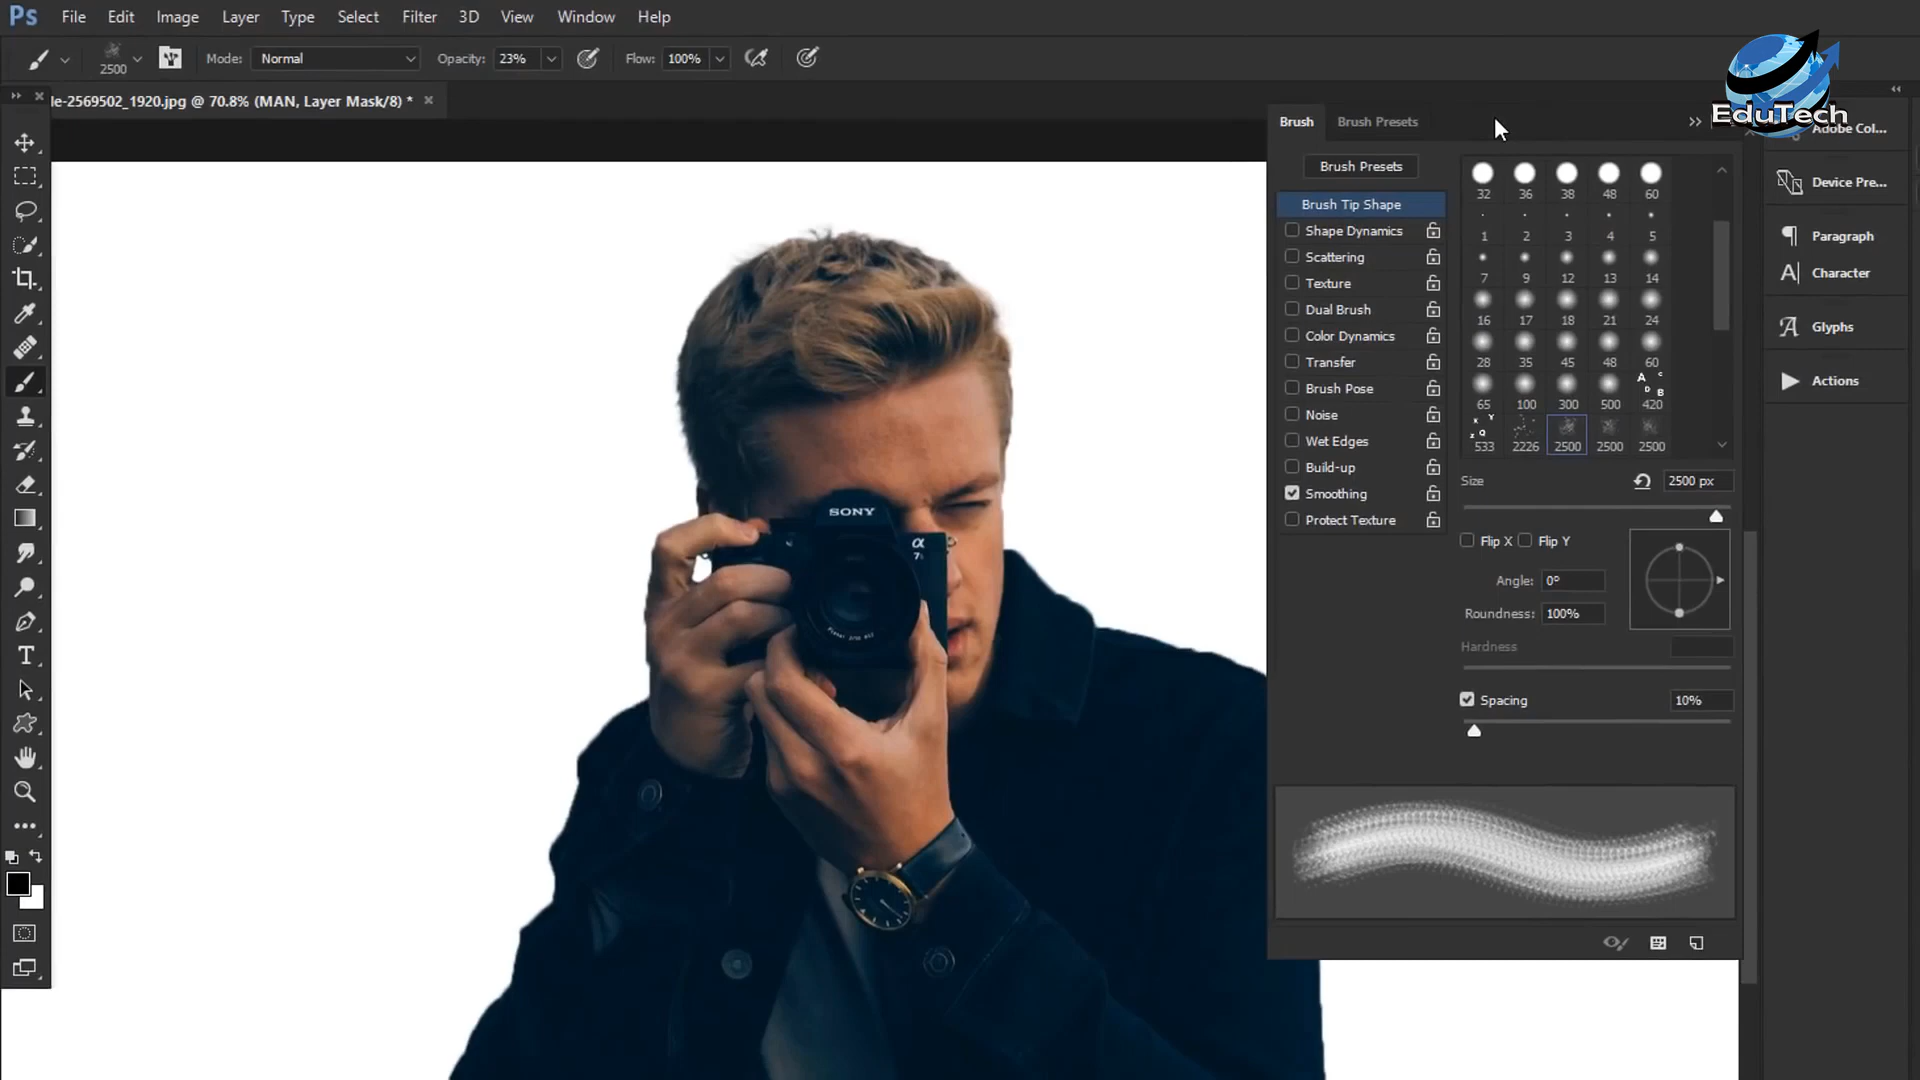 Ps File Edit Image Layer Type Select Filter 3D View Window Help
2500 Mode: Normal Opacity: 23% Flow: 100%
le-2569502_1920.jpg @ 70.8% (MAN, Layer Mask/8) *
EduTech
Brush Brush Presets
Adobe Col...
Brush Presets
Brush Tip Shape
Shape Dynamics
Scattering
Texture
Dual Brush
Color Dynamics
Transfer
Brush Pose
Noise
Wet Edges
Build-up
Smoothing
Protect Texture
32 36 38 48 60
1 2 3 4 5
7 9 12 13 14
16 17 18 21 24
28 35 45 48 60
65 100 300 500 420
533 2226 2500 2500 2500
Size 2500 px
Flip X Flip Y
Angle: 0°
Roundness: 100%
Hardness
Spacing 10%
Device Pre...
Paragraph
Character
Glyphs
Actions
SONY
α
7s